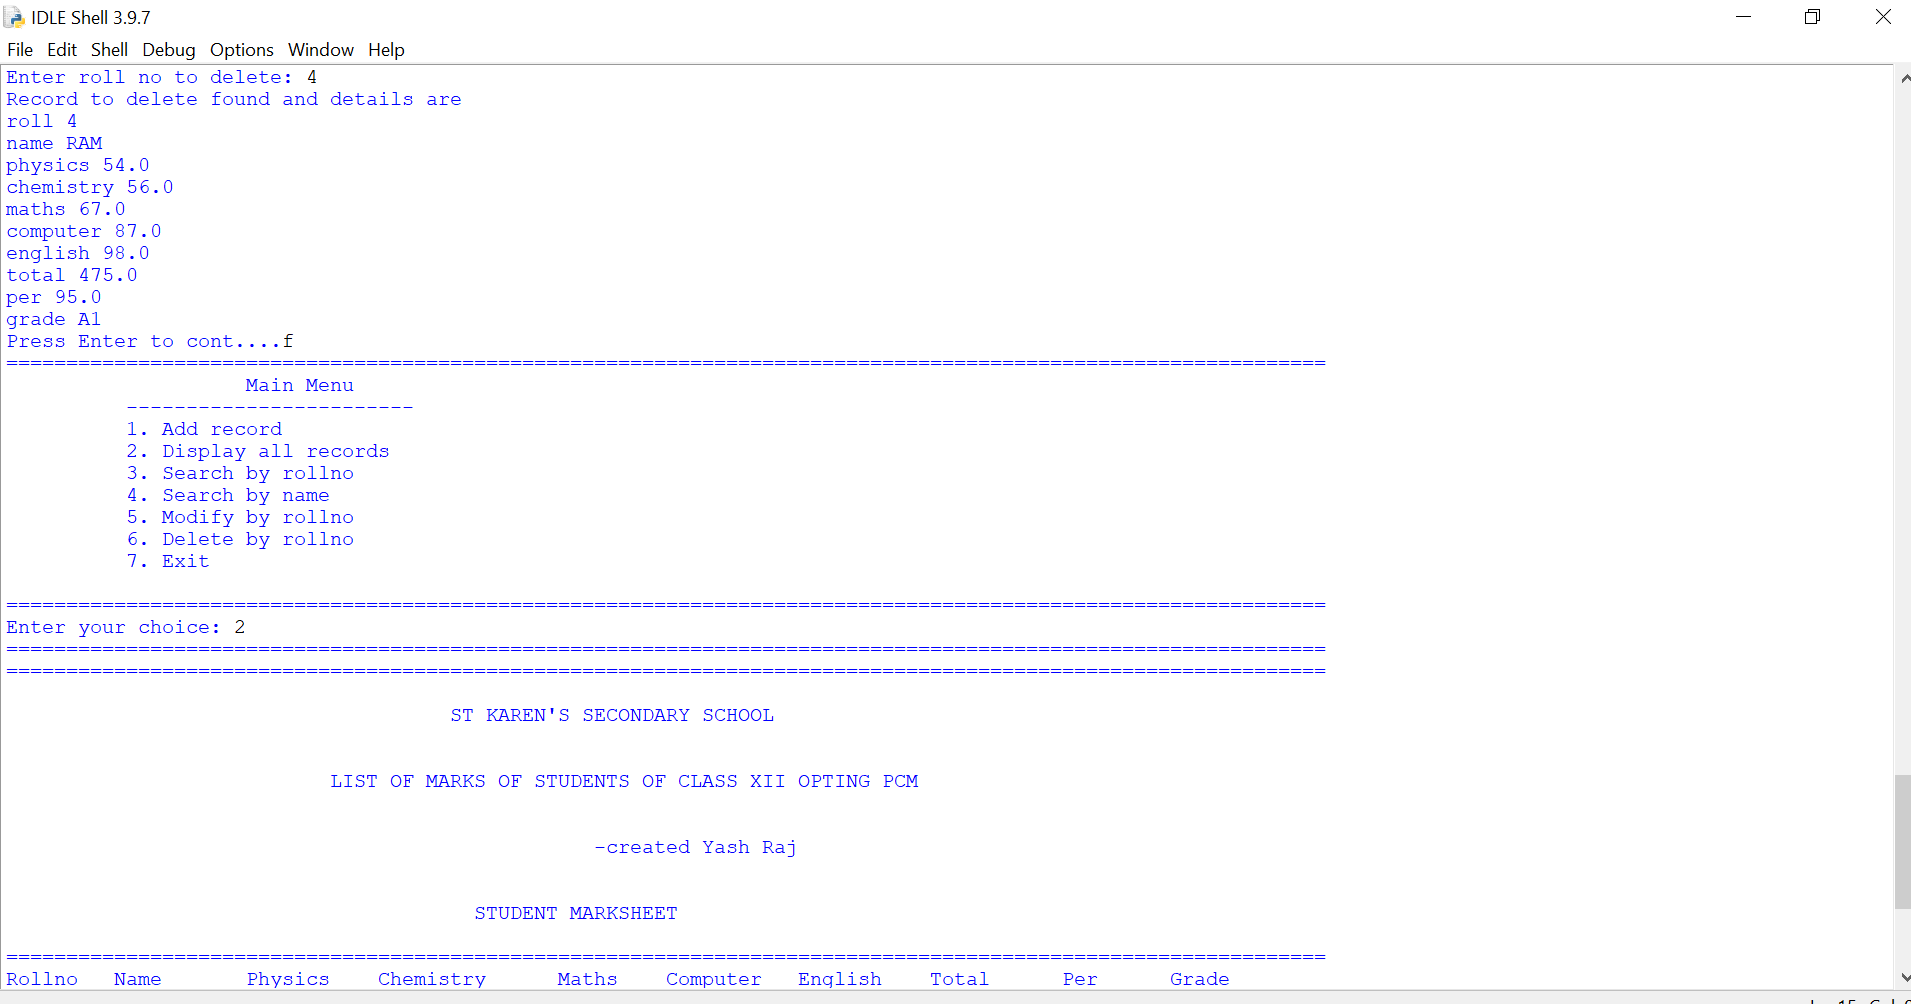 IDLE Shell 3.9.7
File Edit Shell Debug Options Window Help
Enter roll no to delete: 4
Record to delete found and details are
roll 4
name RAM
physics 54.0
chemistry 56.0
maths 67.0
computer 87.0
english 98.0
total 475.0
per 95.0
grade A1
Press Enter to cont....f
==============================================================================================================
Main Menu
------------------------
1. Add record
2. Display all records
3. Search by rollno
4. Search by name
5. Modify by rollno
6. Delete by rollno
7. Exit
==============================================================================================================
Enter your choice: 2
==============================================================================================================
==============================================================================================================
ST KAREN'S SECONDARY SCHOOL
LIST OF MARKS OF STUDENTS OF CLASS XII OPTING PCM
-created Yash Raj
STUDENT MARKSHEET
==============================================================================================================
Rollno Name Physics Chemistry Maths Computer English Total Per Grade